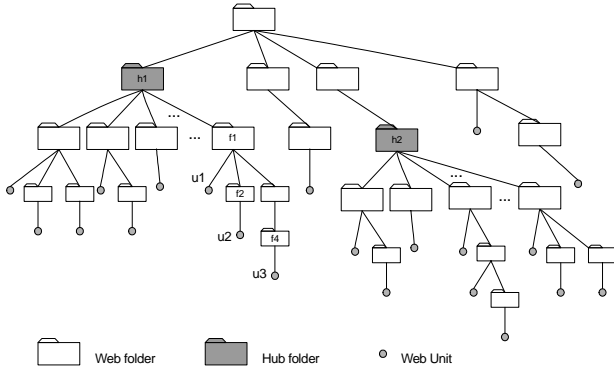 h1
...
... f1
h2
u1
f2
...
...
u2
f4
u3
Web folder Hub folder Web Unit